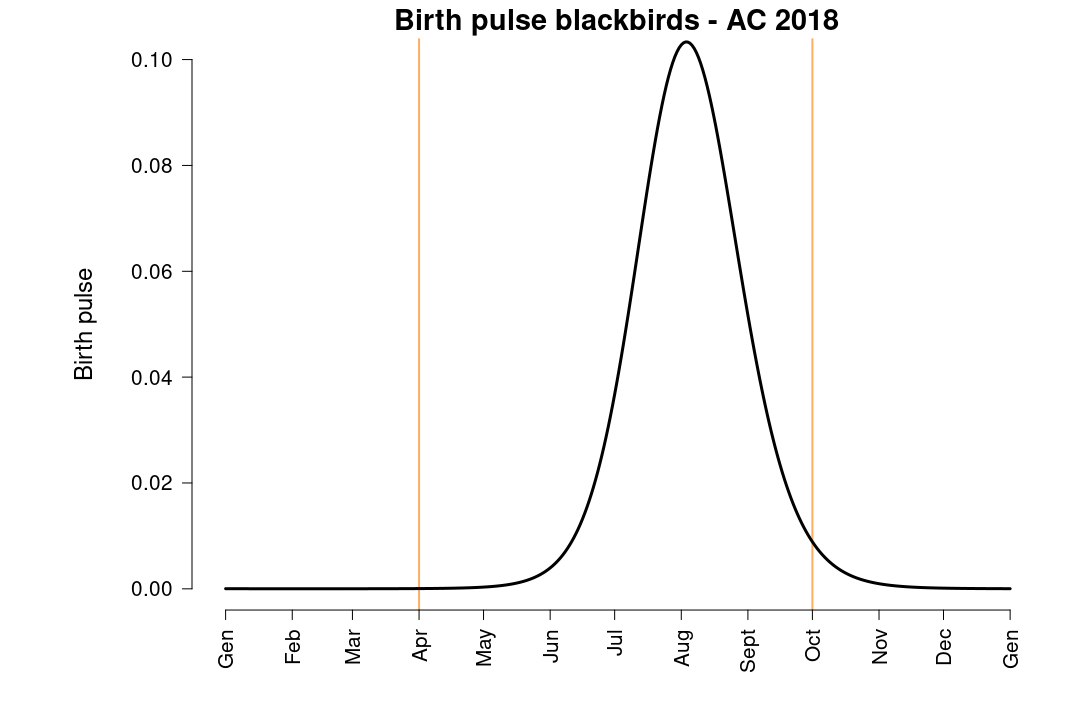 Birth pulse blackbirds - AC 2018
0.10
0.08
0.06
0.04
0.02
0.00
Birth pulse
Gen
Feb
Mar
Apr
May
Jun
Jul
Aug
Sept
Oct
Nov
Dec
Gen